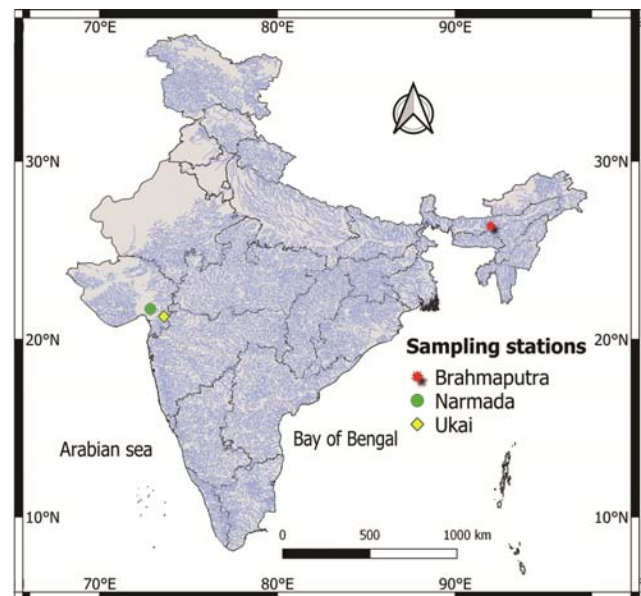 70°E 80°E 90°E
30°N 30°N
20°N 20°N
Sampling stations
Brahmaputra
Narmada
Ukai
Arabian sea
Bay of Bengal
10°N 10°N
0 500 1000 km
70°E 80°E 90°E